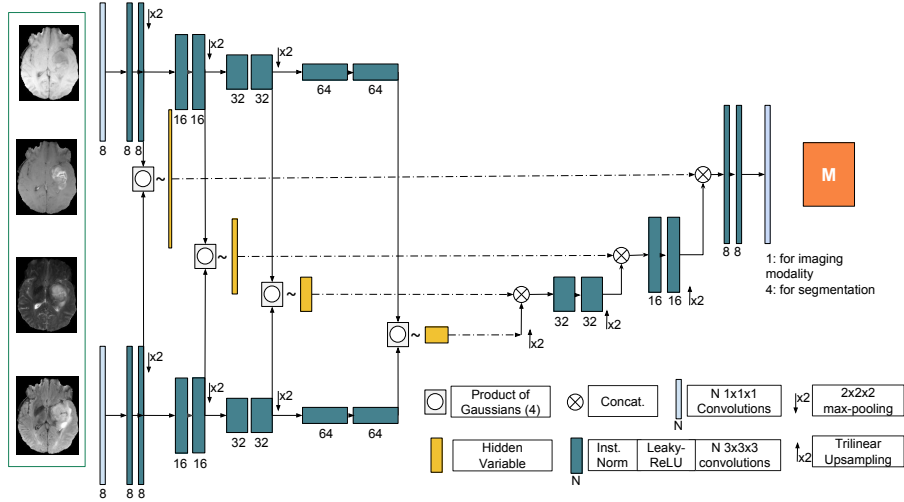 x2
x2
x2
x2
8
8
8
16
16
32
32
64
64
~
~
~
~
M
8
8
1: for imaging
modality
4: for segmentation
16
16
x2
32
32
x2
x2
x2
x2
x2
8
8
8
16
16
32
32
64
64
Product of
Gaussians (4)
Concat.
N
N 1x1x1
Convolutions
x2
2x2x2
max-pooling
Hidden
Variable
N
Inst.
Norm
Leaky-
ReLU
N 3x3x3
convolutions
x2
Trilinear
Upsampling